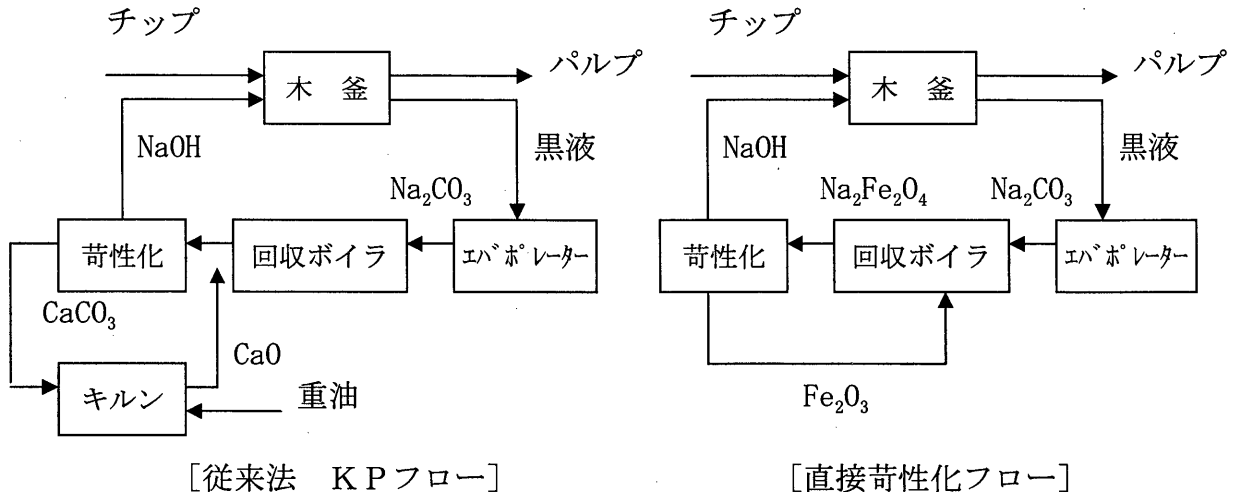 チップ
木 釜
パルプ
NaOH
黒液
Na₂CO₃
苛性化
回収ボイラ
エバポレーター
CaCO₃
CaO
キルン
重油
[従来法 KPフロー]
チップ
木 釜
パルプ
NaOH
黒液
Na₂Fe₂O₄
Na₂CO₃
苛性化
回収ボイラ
エバポレーター
Fe₂O₃
[直接苛性化フロー]